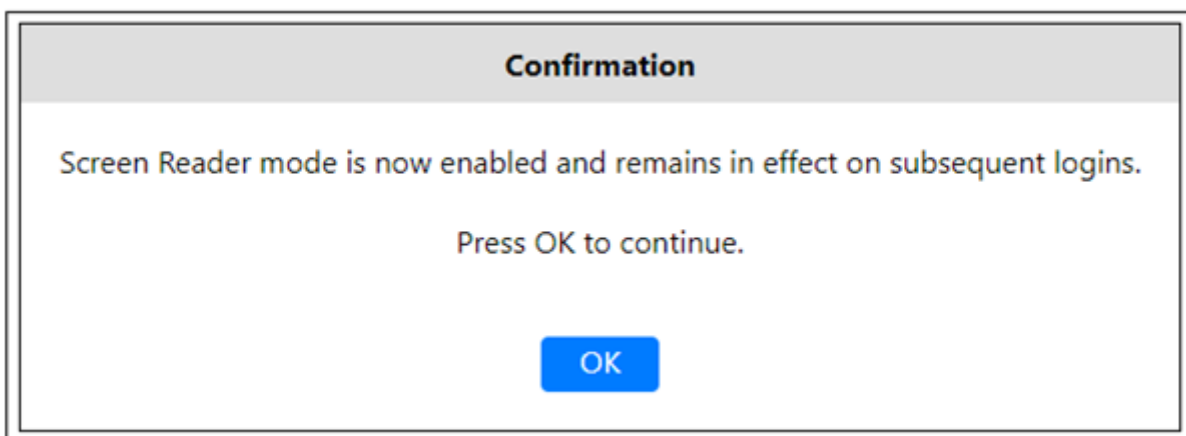 Confirmation
Screen Reader mode is now enabled and remains in effect on subsequent logins.
Press OK to continue.
OK